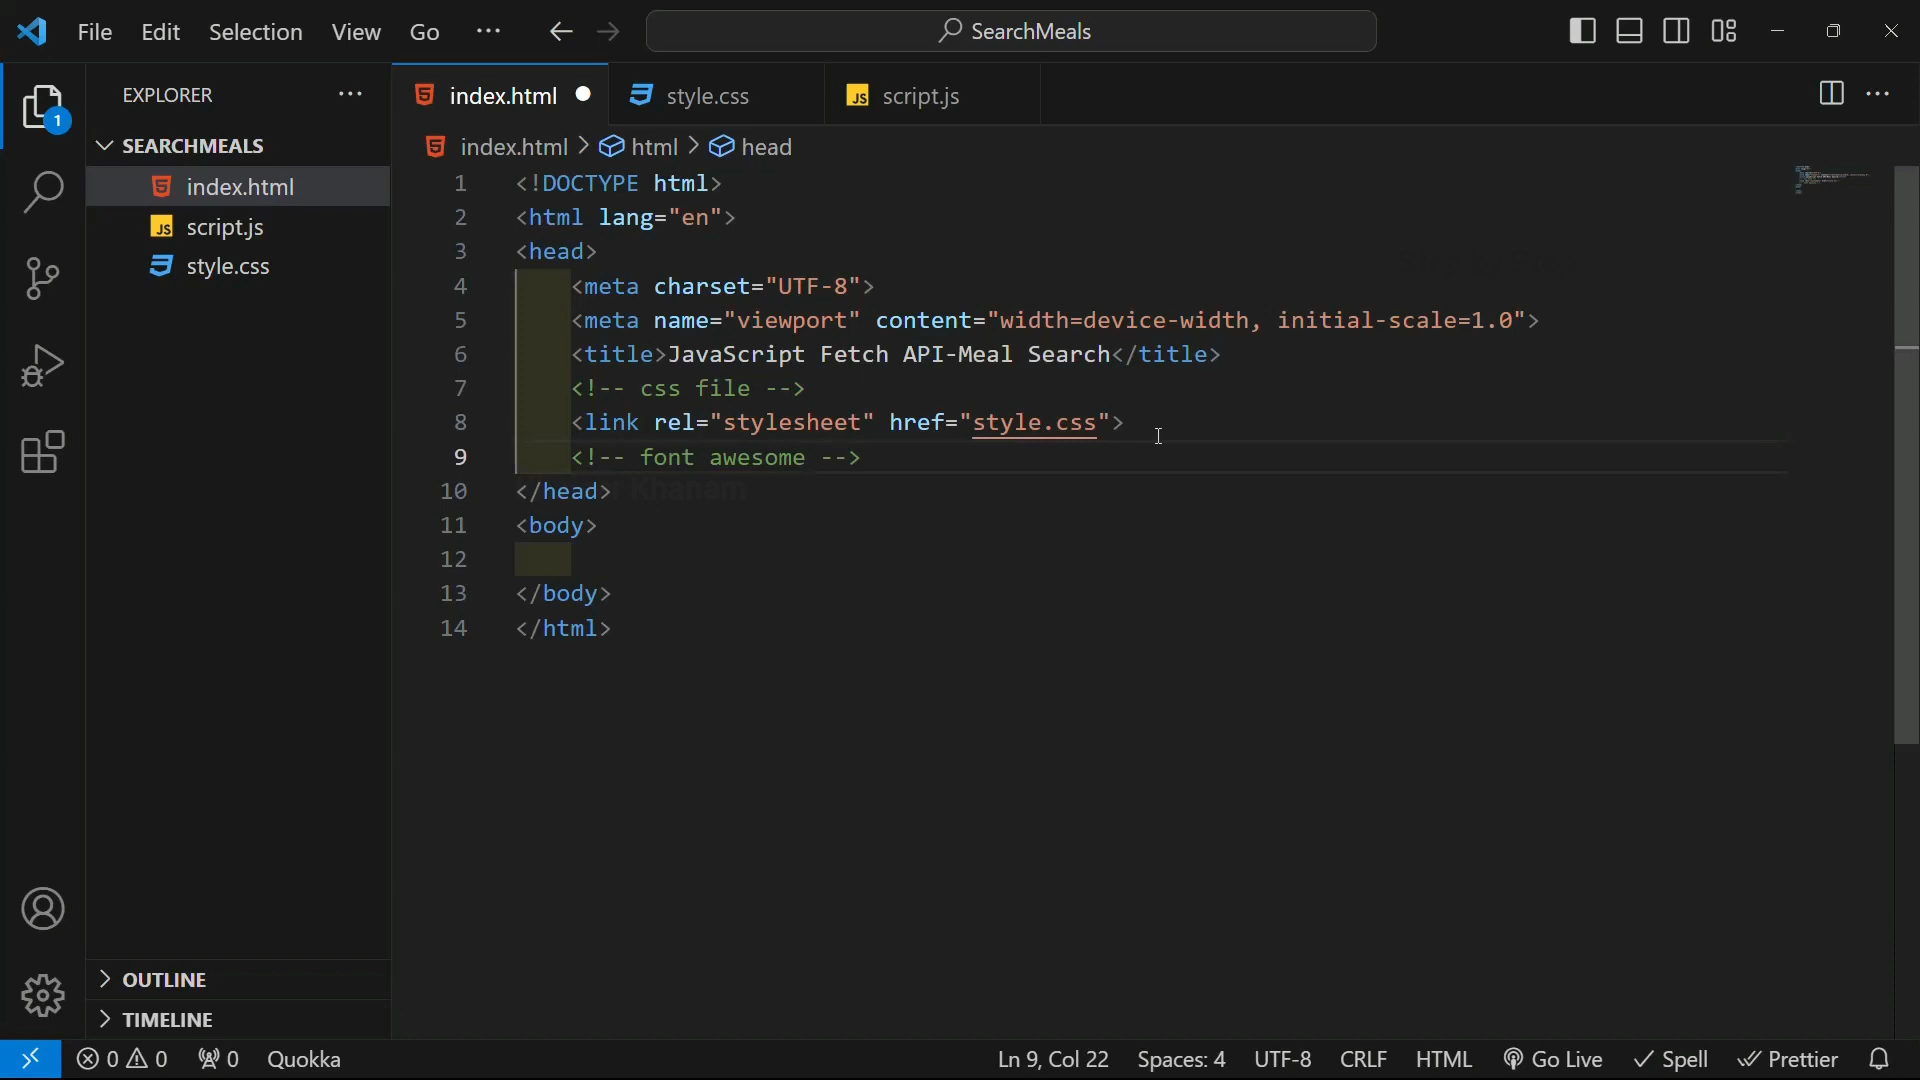 File Edit Selection View Go ··· SearchMeals
EXPLORER ···
index.html style.css script.js ···
SEARCHMEALS
index.html
script.js
style.css
index.html > html > head
1 <!DOCTYPE html>
2 <html lang="en">
3 <head>
4 <meta charset="UTF-8">
5 <meta name="viewport" content="width=device-width, initial-scale=1.0">
6 <title>JavaScript Fetch API-Meal Search</title>
7 <!-- css file -->
8 <link rel="stylesheet" href="style.css">
9 <!-- font awesome -->
10 </head>
11 <body>
12
13 </body>
14 </html>
1
OUTLINE
TIMELINE
0 0 0 Quokka Ln 9, Col 22 Spaces: 4 UTF-8 CRLF HTML Go Live Spell Prettier